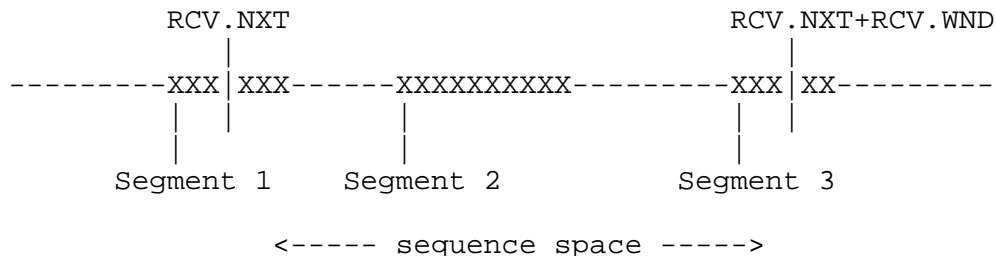 RCV.NXT RCV.NXT+RCV.WND
---------XXX|XXX------XXXXXXXXXX---------XXX|XX---------
Segment 1 Segment 2 Segment 3
<----- sequence space ----->